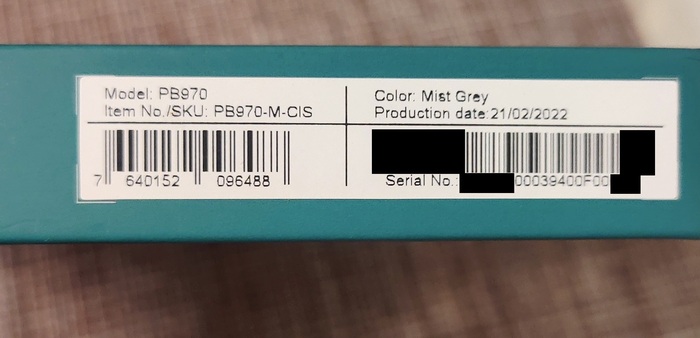 Model: PB970
Item No./SKU: PB970-M-CIS
7 640152 096488
Color: Mist Grey
Production date:21/02/2022
Serial No.: 00039400F00